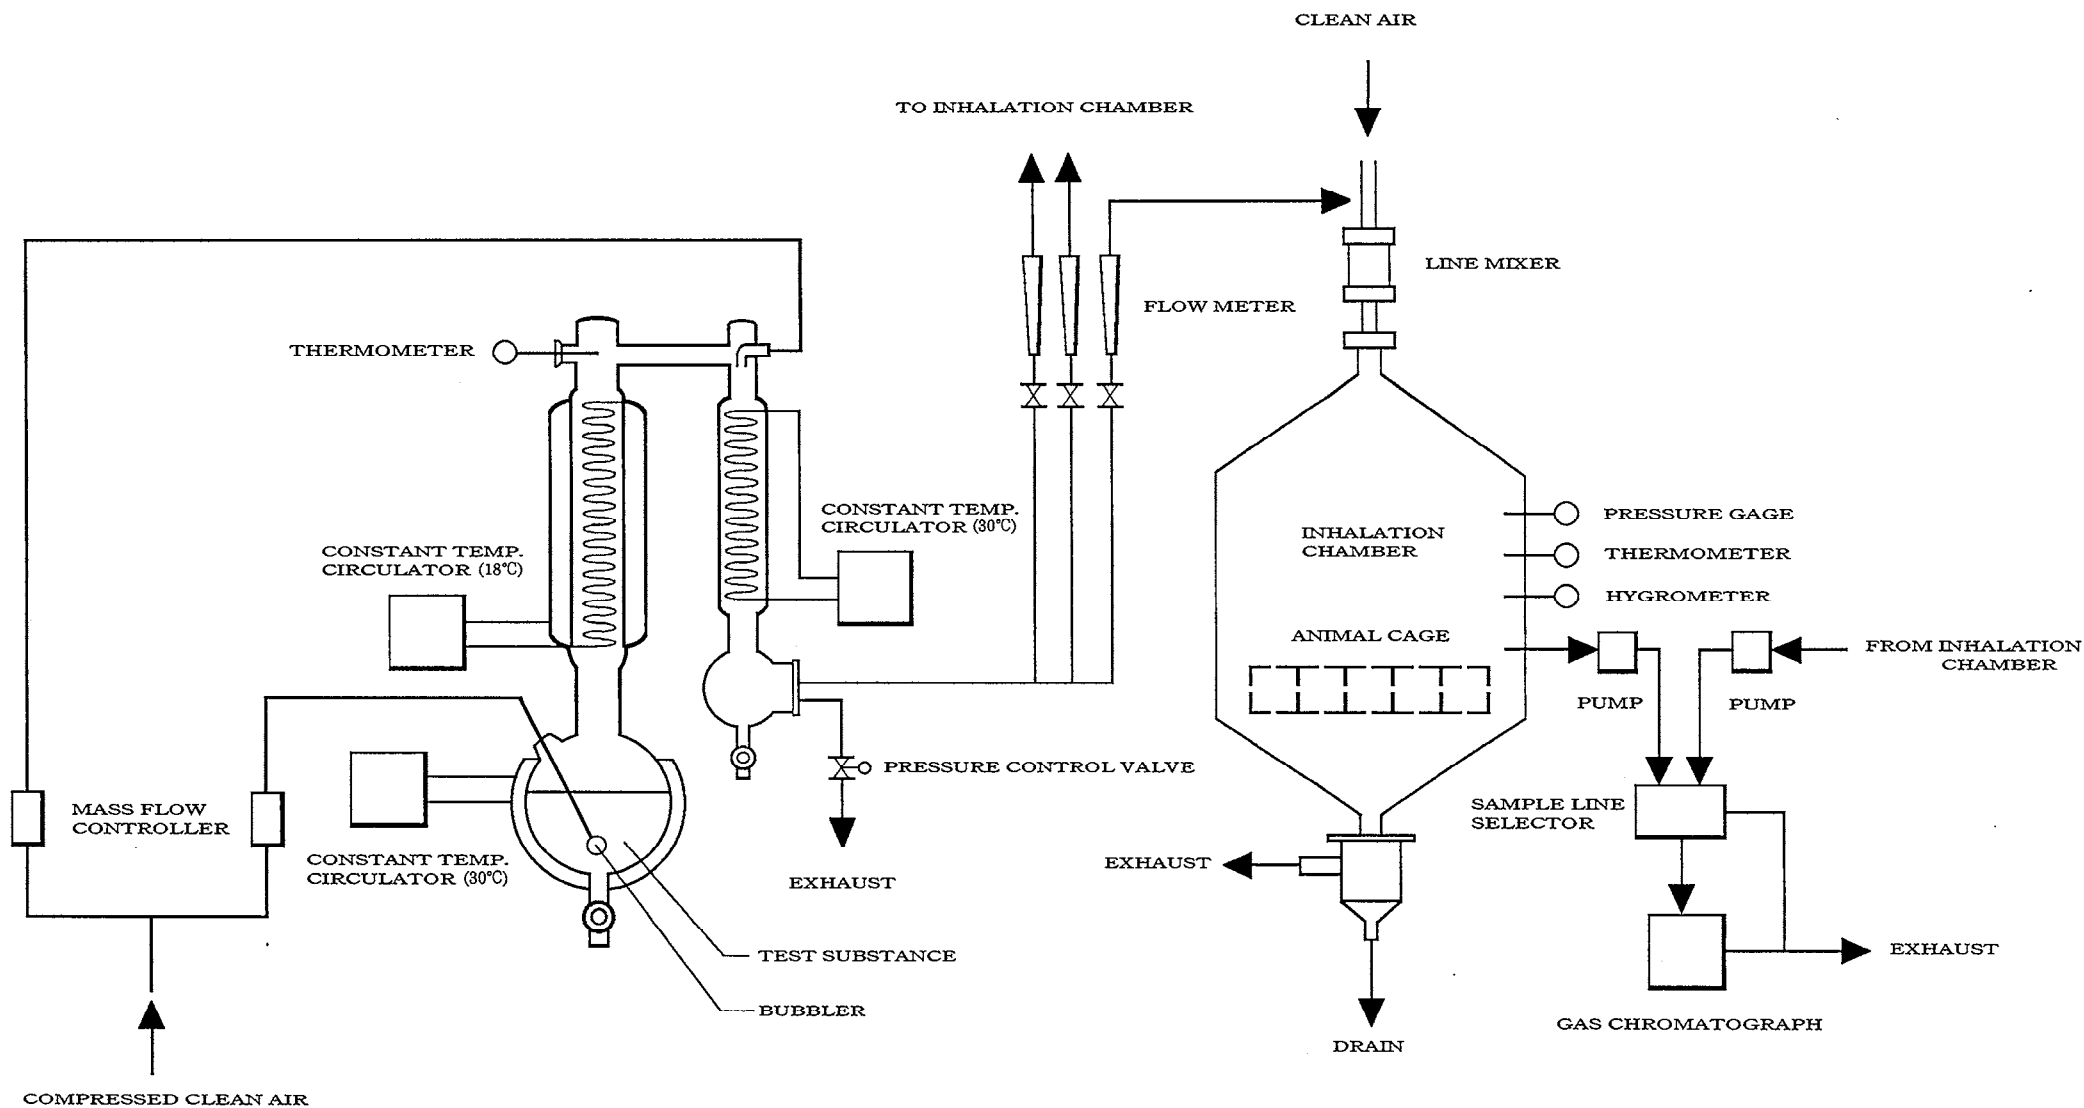 CLEAN AIR
TO INHALATION CHAMBER
LINE MIXER
FLOW METER
THERMOMETER
CONSTANT TEMP.
CIRCULATOR (30℃)
CONSTANT TEMP.
CIRCULATOR (18℃)
INHALATION
CHAMBER
PRESSURE GAGE
THERMOMETER
HYGROMETER
ANIMAL CAGE
FROM INHALATION
CHAMBER
PUMP
PUMP
PRESSURE CONTROL VALVE
MASS FLOW
CONTROLLER
SAMPLE LINE
SELECTOR
CONSTANT TEMP.
CIRCULATOR (30℃)
EXHAUST
EXHAUST
TEST SUBSTANCE
EXHAUST
BUBBLER
GAS CHROMATOGRAPH
DRAIN
COMPRESSED CLEAN AIR